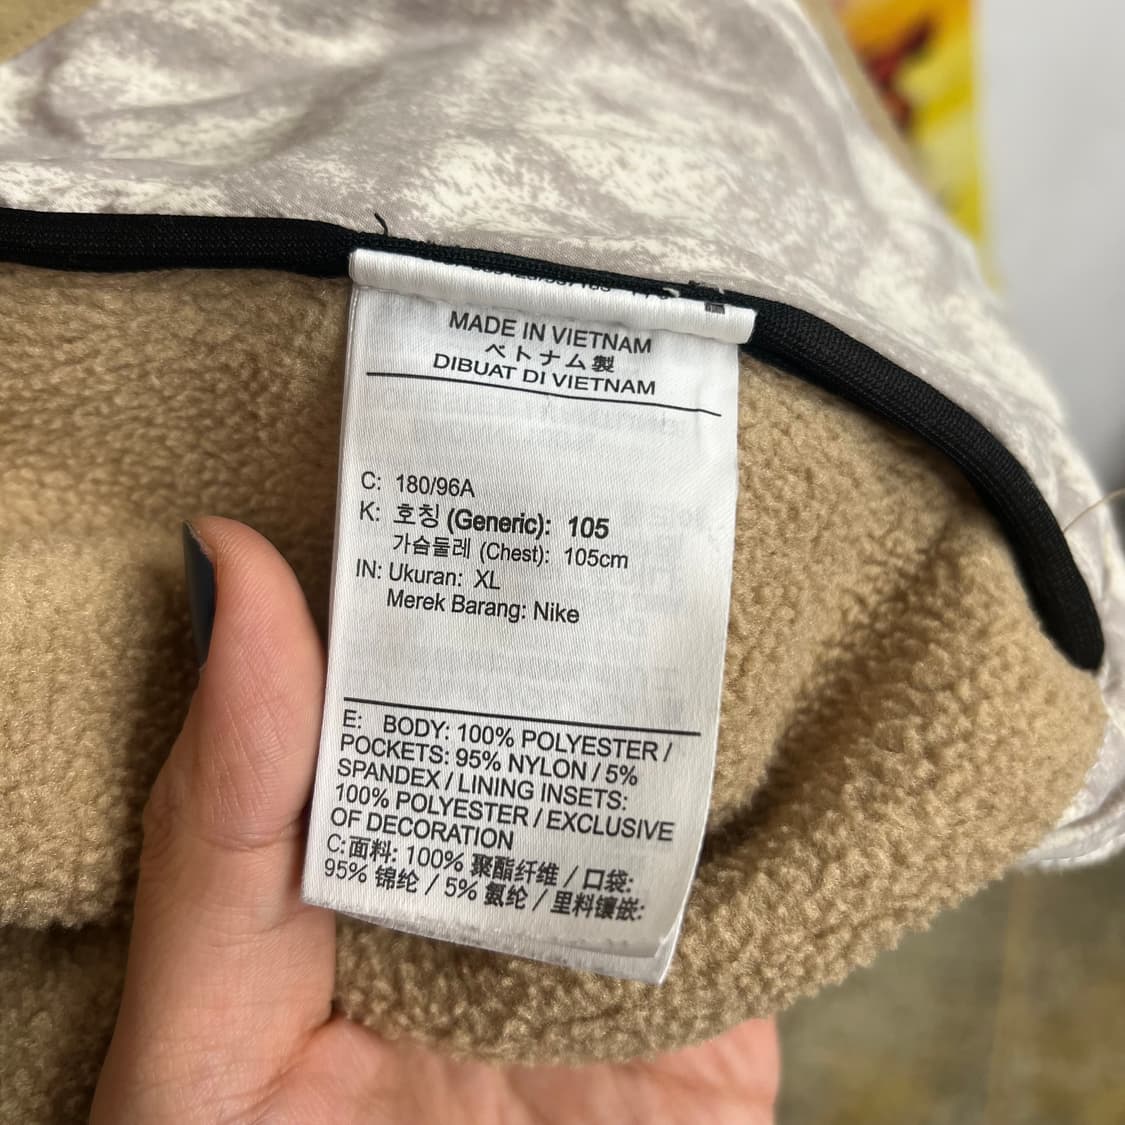 MADE IN VIETNAM
ベトナム製
DIBUAT DI VIETNAM
C: 180/96A
K: 호칭 (Generic): 105
가슴둘레 (Chest): 105cm
IN: Ukuran: XL
Merek Barang: Nike
E: BODY: 100% POLYESTER /
POCKETS: 95% NYLON / 5%
SPANDEX / LINING INSETS:
100% POLYESTER / EXCLUSIVE
OF DECORATION
C:面料: 100% 聚酯纤维 / 口袋:
95% 锦纶 / 5% 氨纶 / 里料镶嵌: